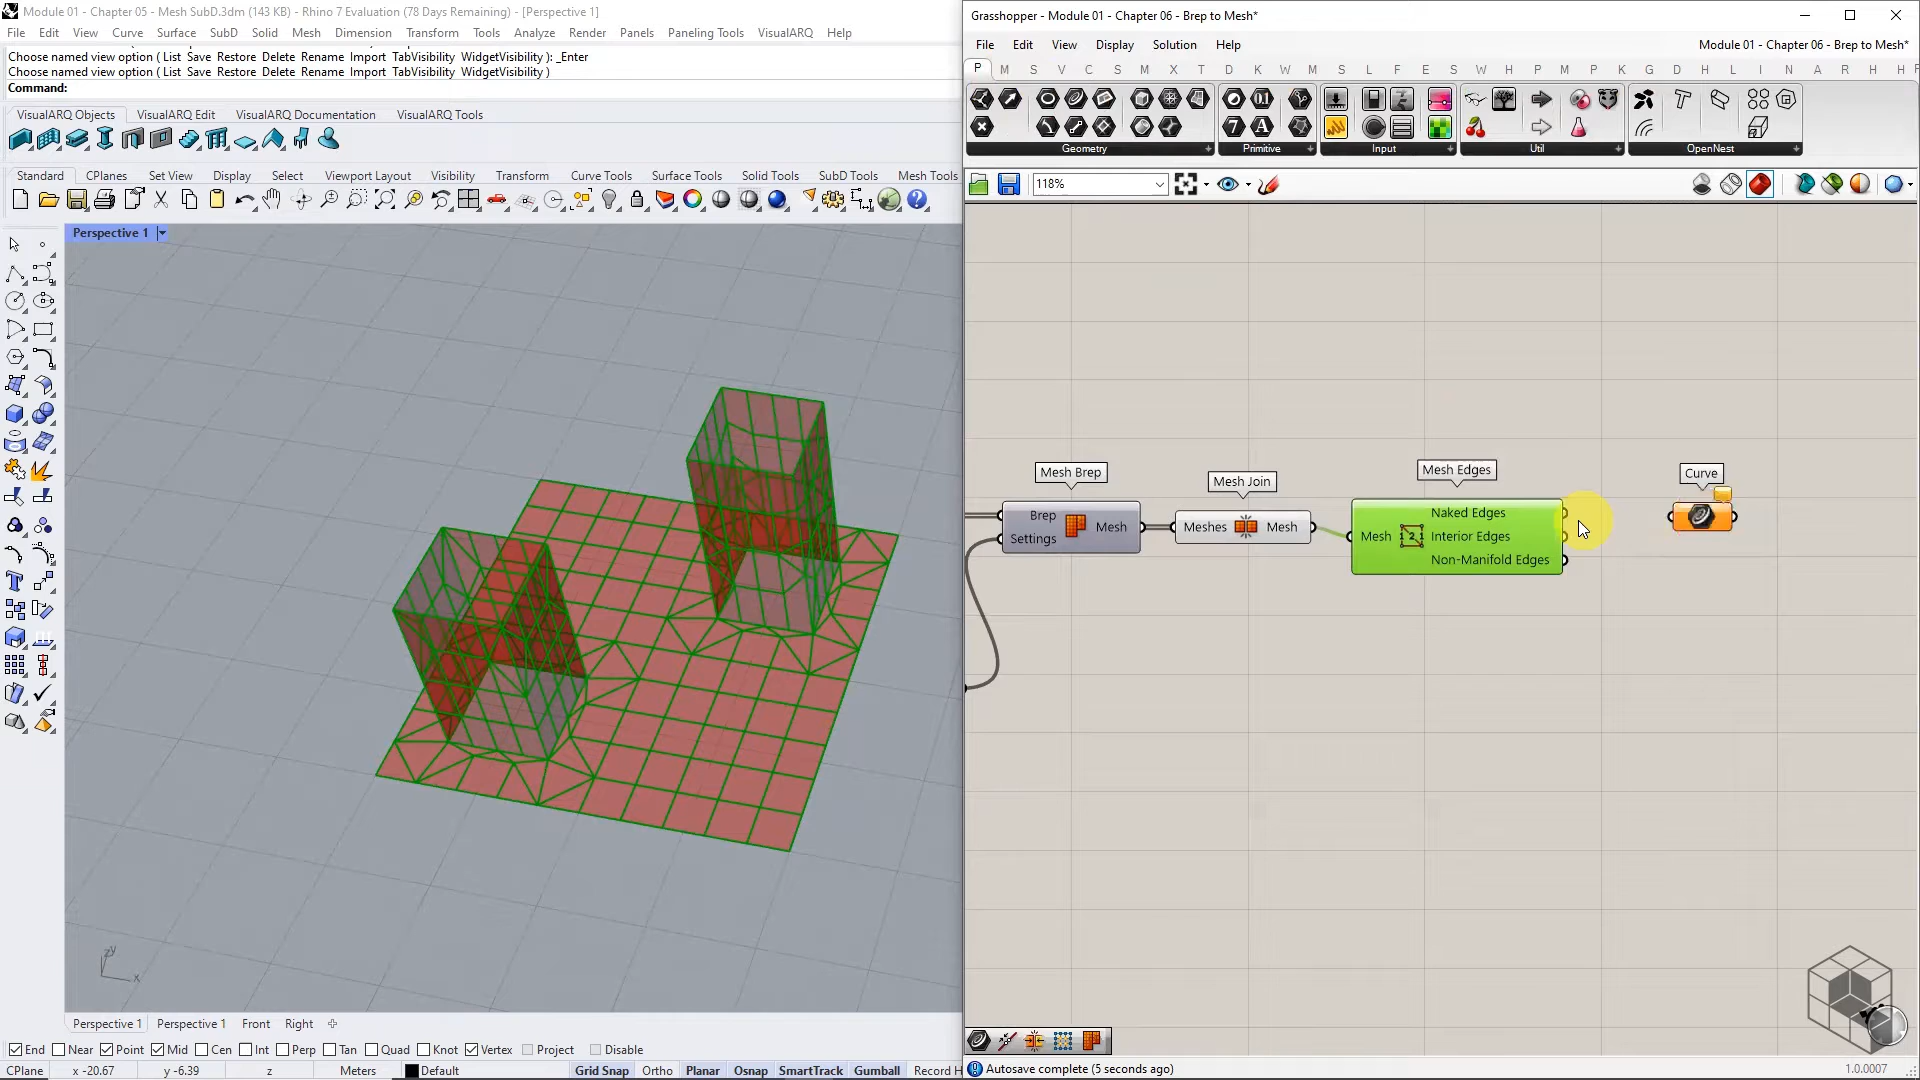 Module 01 - Chapter 05 - Mesh SubD.3dm (143 KB) - Rhino 7 Evaluation (78 Days Remaining) - [Perspective 1]
File Edit View Curve Surface SubD Solid Mesh Dimension Transform Tools Analyze Render Panels Paneling Tools VisualARQ Help
Choose named view option ( List Save Restore Delete Rename Import TabVisibility WidgetVisibility ): _Enter
Choose named view option ( List Save Restore Delete Rename Import TabVisibility WidgetVisibility )
Command:
VisualARQ Objects VisualARQ Edit VisualARQ Documentation VisualARQ Tools
Standard CPlanes Set View Display Select Viewport Layout Visibility Transform Curve Tools Surface Tools Solid Tools SubD Tools Mesh Tools
Perspective 1
zy
x
Perspective 1 Perspective 1 Front Right
End Near Point Mid Cen Int Perp Tan Quad Knot Vertex Project Disable
CPlane x -20.67 y -6.39 z Meters Default Grid Snap Ortho Planar Osnap SmartTrack Gumball Record H
Grasshopper - Module 01 - Chapter 06 - Brep to Mesh*
File Edit View Display Solution Help Module 01 - Chapter 06 - Brep to Mesh*
P M S V C S M X T D K W M S L F E S W H P M P K G D H L I N A R H H F
Geometry Primitive Input Util OpenNest
118%
Mesh Brep
Brep
Settings
Mesh
Mesh Join
Meshes Mesh
Mesh Edges
Mesh
Naked Edges
Interior Edges
Non-Manifold Edges
Curve
Autosave complete (5 seconds ago) 1.0.0007